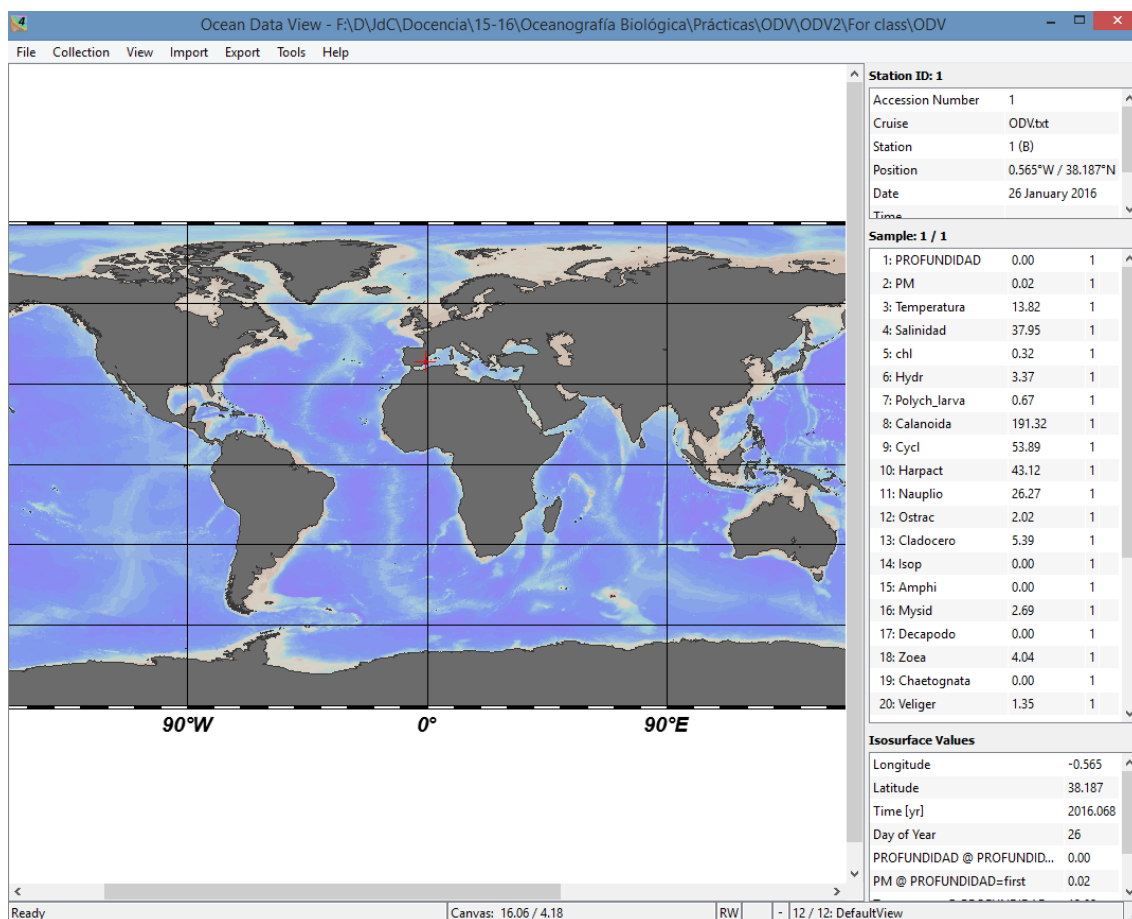 Ocean Data View - F:\D\JdC\Docencia\15-16\Oceanografía Biológica\Prácticas\ODV\ODV2\For class\ODV
File Collection View Import Export Tools Help
90°W 0° 90°E
Station ID: 1
Accession Number 1
Cruise ODV.txt
Station 1 (B)
Position 0.565°W / 38.187°N
Date 26 January 2016
Time
Sample: 1 / 1
1: PROFUNDIDAD 0.00 1
2: PM 0.02 1
3: Temperatura 13.82 1
4: Salinidad 37.95 1
5: chl 0.32 1
6: Hydr 3.37 1
7: Polych_larva 0.67 1
8: Calanoida 191.32 1
9: Cycl 53.89 1
10: Harpact 43.12 1
11: Nauplio 26.27 1
12: Ostrac 2.02 1
13: Cladocero 5.39 1
14: Isop 0.00 1
15: Amphi 0.00 1
16: Mysid 2.69 1
17: Decapodo 0.00 1
18: Zoea 4.04 1
19: Chaetognata 0.00 1
20: Veliger 1.35 1
Isosurface Values
Longitude -0.565
Latitude 38.187
Time [yr] 2016.068
Day of Year 26
PROFUNDIDAD @ PROFUNDID... 0.00
PM @ PROFUNDIDAD=first 0.02
Ready Canvas: 16.06 / 4.18 RW - 12 / 12: DefaultView